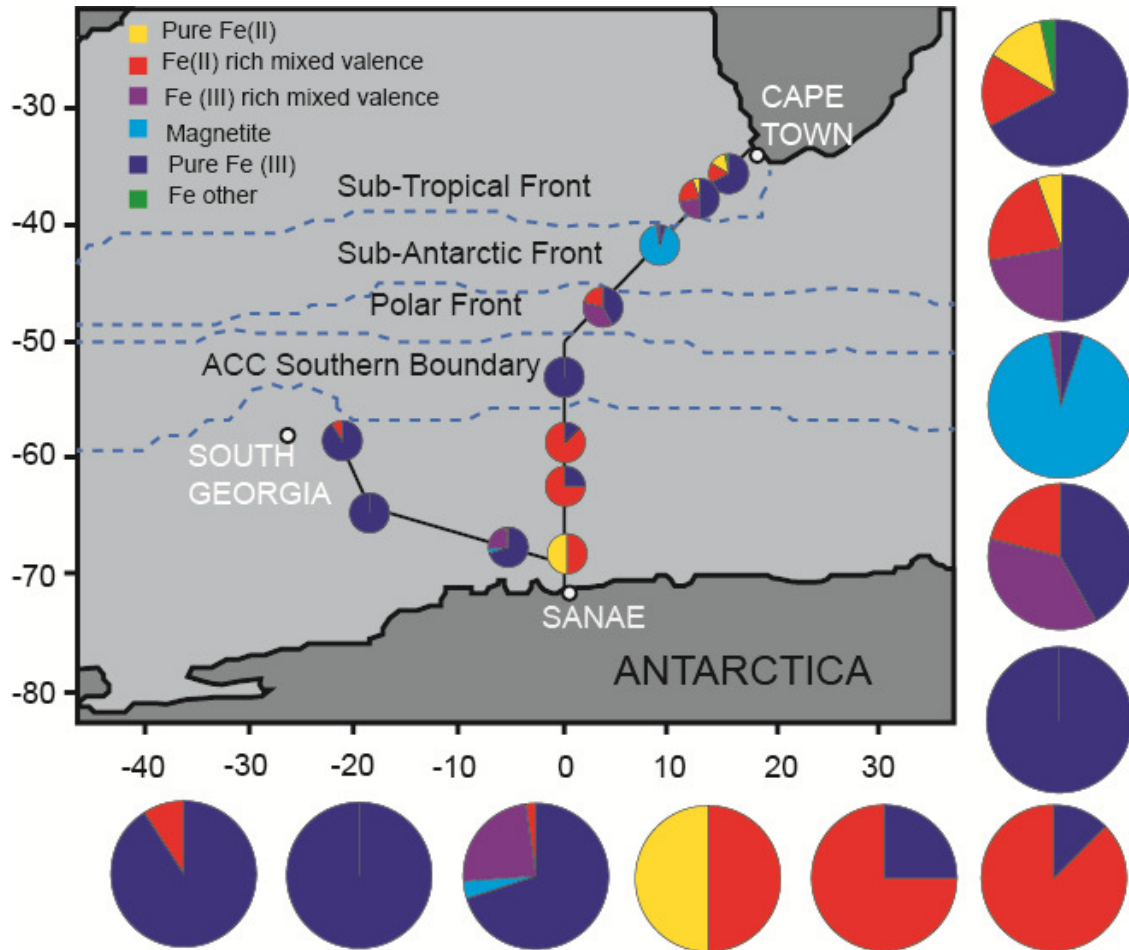 Pure Fe(II)
Fe(II) rich mixed valence
Fe (III) rich mixed valence
Magnetite
Pure Fe (III)
Fe other
CAPE
TOWN
Sub-Tropical Front
Sub-Antarctic Front
Polar Front
ACC Southern Boundary
SOUTH
GEORGIA
SANAE
ANTARCTICA
-30
-40
-50
-60
-70
-80
-40 -30 -20 -10 0 10 20 30